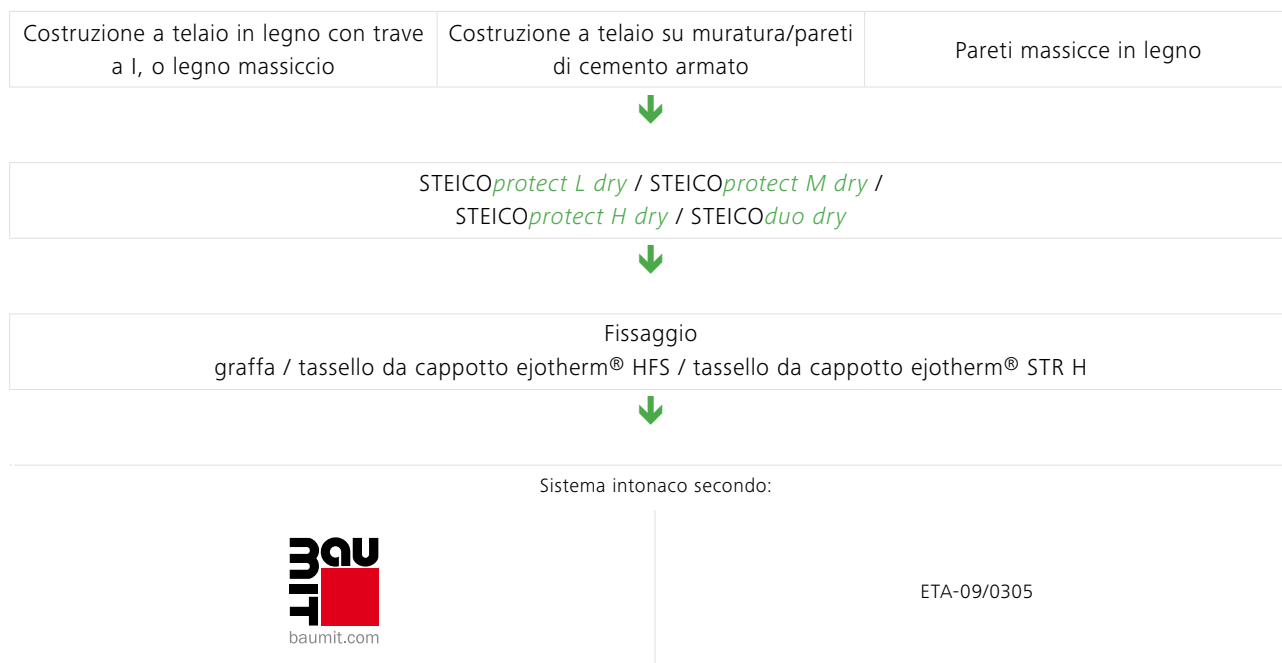 Costruzione a telaio in legno con trave
a I, o legno massiccio
Costruzione a telaio su muratura/pareti
di cemento armato
Pareti massicce in legno
STEICOprotect L dry / STEICOprotect M dry /
STEICOprotect H dry / STEICOduo dry
Fissaggio
graffa / tassello da cappotto ejotherm® HFS / tassello da cappotto ejotherm® STR H
Sistema intonaco secondo:
bau
mit
baumit.com
ETA-09/0305